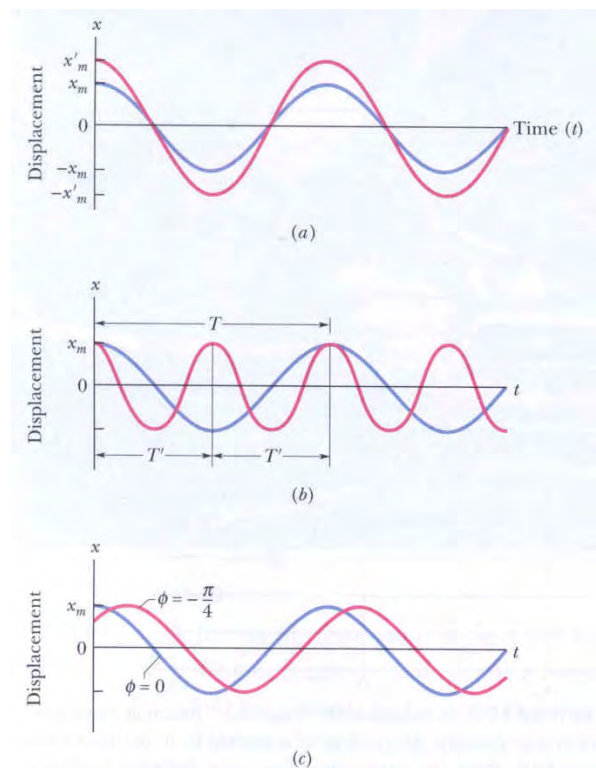 x
x'm
xm
0
Displacement
Time (t)
−xm
−x'm
(a)
x
T
xm
0
Displacement
t
T'
T'
(b)
x
ϕ = −π/4
xm
0
Displacement
t
ϕ = 0
(c)